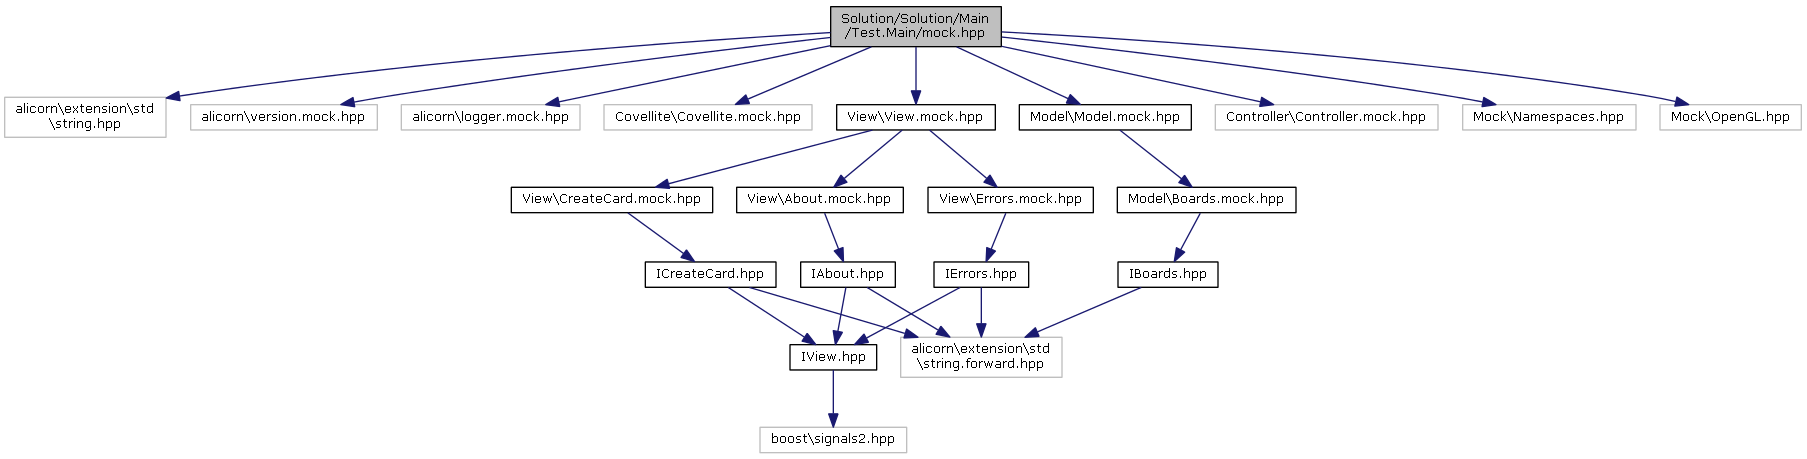 Solution/Solution/Main
/Test.Main/mock.hpp
alicorn\extension\std
\string.hpp
alicorn\version.mock.hpp
alicorn\logger.mock.hpp
Covellite\Covellite.mock.hpp
View\View.mock.hpp
Model\Model.mock.hpp
Controller\Controller.mock.hpp
Mock\Namespaces.hpp
Mock\OpenGL.hpp
View\CreateCard.mock.hpp
View\About.mock.hpp
View\Errors.mock.hpp
Model\Boards.mock.hpp
ICreateCard.hpp
IAbout.hpp
IErrors.hpp
IBoards.hpp
IView.hpp
alicorn\extension\std
\string.forward.hpp
boost\signals2.hpp